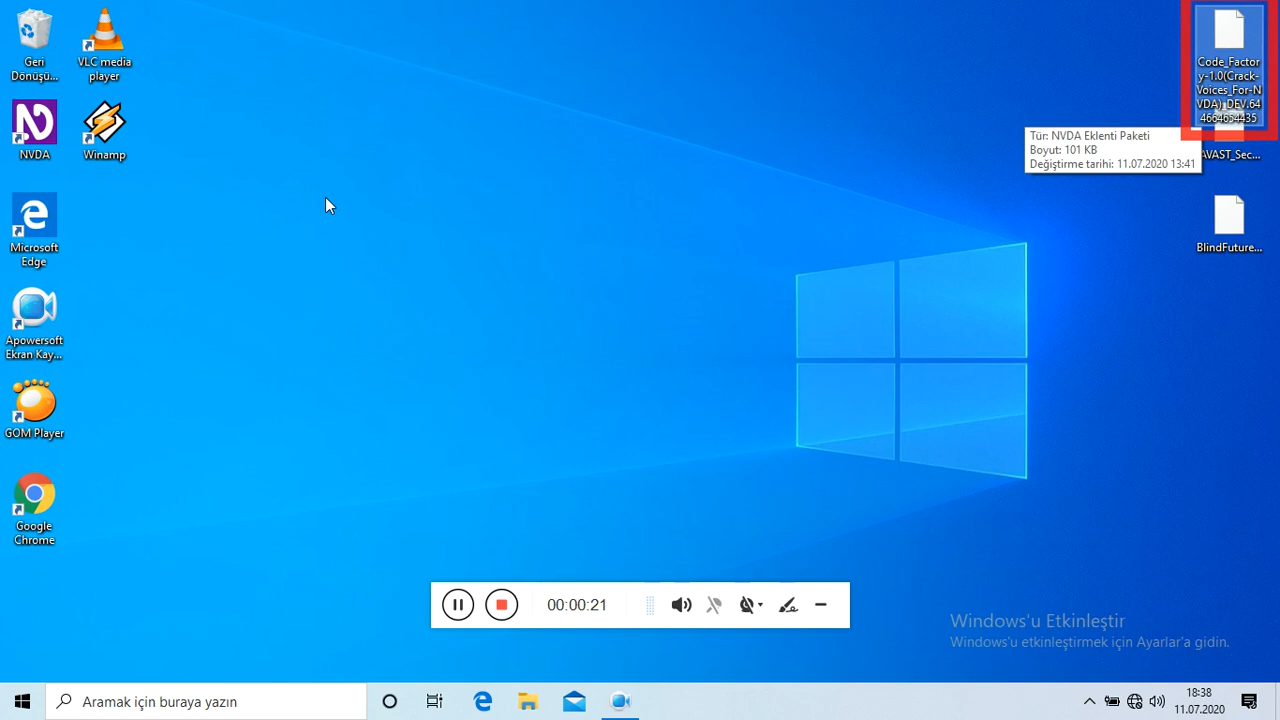 Geri
Dönüşü...
VLC media
player
NVDA
Winamp
Microsoft
Edge
Apowersoft
Ekran Kay...
GOM Player
Google
Chrome
Code_Factor
y-1.0(Crack-
Voices_For-N
VDA)_DEV.64
4664654435
Tür: NVDA Eklenti Paketi
Boyut: 101 KB
Değiştirme tarihi: 11.07.2020 13:41
AVAST_Sec...
BlindFuture...
00:00:21
Windows'u Etkinleştir
Windows'u etkinleştirmek için Ayarlar'a gidin.
Aramak için buraya yazın
18:38
11.07.2020